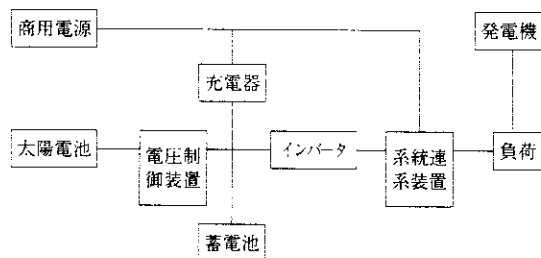 商用電源
発電機
充電器
太陽電池
電圧制
御装置
インバータ
系統連
系装置
負荷
蓄電池